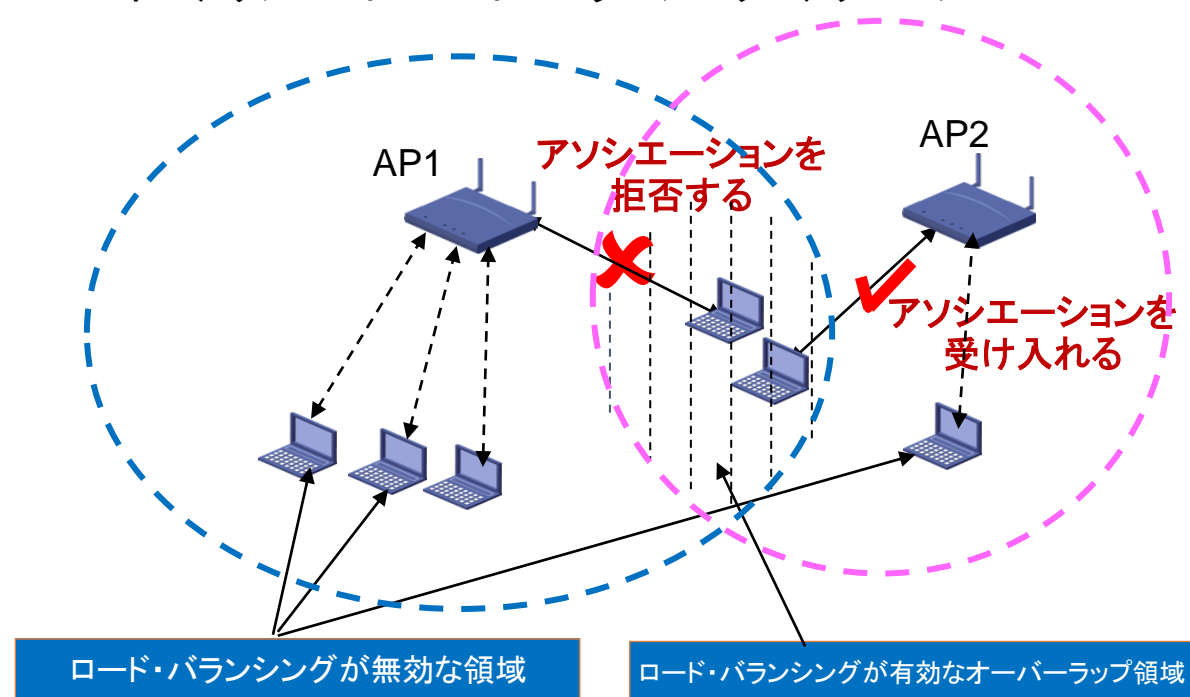 AP1
アソシエーションを
拒否する
AP2
アソシエーションを
受け入れる
ロード・バランシングが無効な領域
ロード・バランシングが有効なオーバーラップ領域